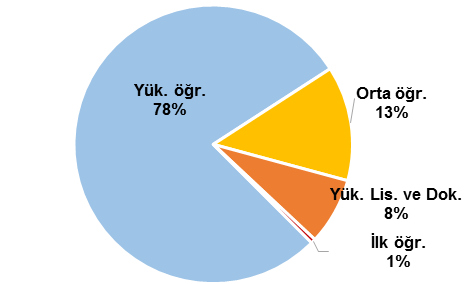 Yük. öğr.
78%
Orta öğr.
13%
Yük. Lis. ve Dok.
8%
İlk öğr.
1%